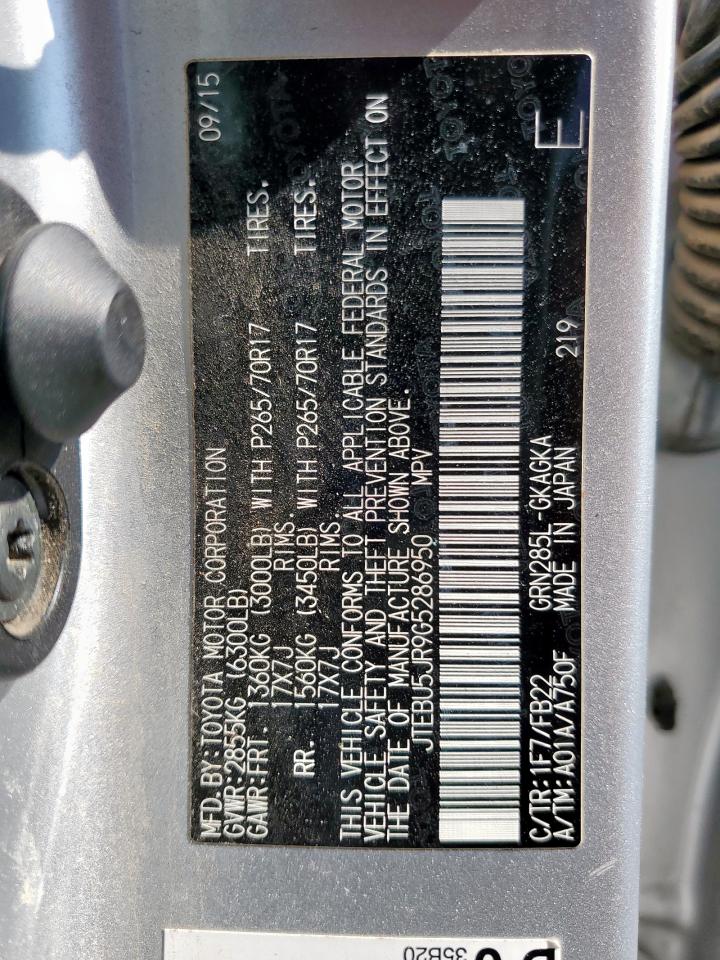 MFD.BY:TOYOTA MOTOR CORPORATION 09/15
GVWR:2855KG (6300LB)
GAWR:FRT. 1360KG (3000LB) WITH P265/70R17 TIRES.
17X7J RIMS.
RR. 1560KG (3450LB) WITH P265/70R17 TIRES.
17X7J RIMS.
THIS VEHICLE CONFORMS TO ALL APPLICABLE FEDERAL MOTOR
VEHICLE SAFETY AND THEFT PREVENTION STANDARDS IN EFFECT ON
THE DATE OF MANUFACTURE SHOWN ABOVE.
JTEBU5JR9G5286950 MPV
C/TR:1F7/FB22 GRN285L-GKAGKA
A/TM:A01A/A750F MADE IN JAPAN 219 E
TOYOTA
35B20